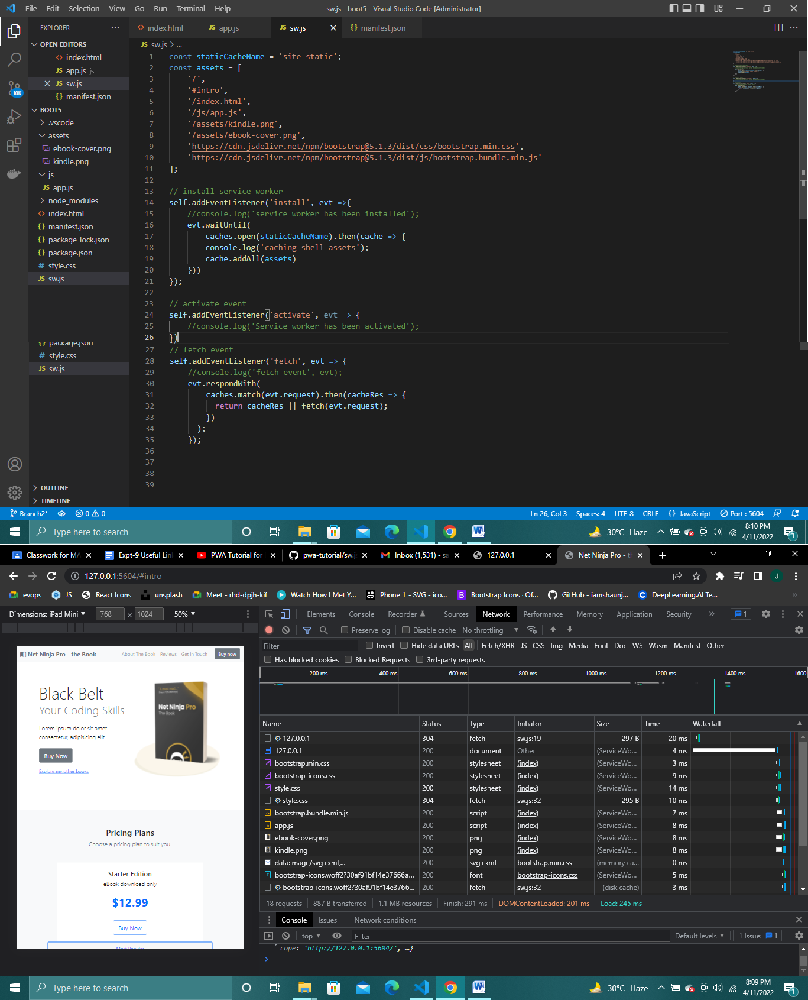 File Edit Selection View Go Run Terminal Help sw.js - boot5 - Visual Studio Code [Administrator]
EXPLORER ··· index.html JS app.js JS sw.js {} manifest.json
OPEN EDITORS
index.html
JS app.js js
JS sw.js
{} manifest.json
BOOT5
.vscode
assets
ebook-cover.png
kindle.png
js
JS app.js
node_modules
index.html
{} manifest.json
{} package-lock.json
{} package.json
# style.css
JS sw.js
{} package.json
# style.css
JS sw.js
OUTLINE
TIMELINE
10K
JS sw.js > ...
1 const staticCacheName = 'site-static';
2 const assets = [
3 '/',
4 '#intro',
5 '/index.html',
6 '/js/app.js',
7 '/assets/kindle.png',
8 '/assets/ebook-cover.png',
9 'https://cdn.jsdelivr.net/npm/bootstrap@5.1.3/dist/css/bootstrap.min.css',
10 'https://cdn.jsdelivr.net/npm/bootstrap@5.1.3/dist/js/bootstrap.bundle.min.js'
11 ];
12
13 // install service worker
14 self.addEventListener('install', evt =>{
15 //console.log('service worker has been installed');
16 evt.waitUntil(
17 caches.open(staticCacheName).then(cache => {
18 console.log('caching shell assets');
19 cache.addAll(assets)
20 }))
21 });
22
23 // activate event
24 self.addEventListener('activate', evt => {
25 //console.log('Service worker has been activated');
26 })
27 // fetch event
28 self.addEventListener('fetch', evt => {
29 //console.log('fetch event', evt);
30 evt.respondWith(
31 caches.match(evt.request).then(cacheRes => {
32 return cacheRes || fetch(evt.request);
33 })
34 );
35 });
36
37
38
39
Branch2* 0 0 Ln 26, Col 3 Spaces: 4 UTF-8 CRLF {} JavaScript Port : 5604
Type here to search 30°C Haze 8:10 PM
4/11/2022 1
Classwork for MA Expt-9 Useful Lin PWA Tutorial for pwa-tutorial/sw.j Inbox (1,531) - sa 127.0.0.1 Net Ninja Pro - th
127.0.0.1:5604/#intro J
evops JS React Icons unsplash Meet - rhd-dpjh-kif Watch How I Met Y... Phone 1 - SVG - ico... Bootstrap Icons · Of... GitHub - iamshaunj... DeepLearning.AI Te... »
Dimensions: iPad Mini 768 × 1024 50%
Elements Console Recorder Sources Network Performance Memory Application Security » 1
Preserve log Disable cache No throttling
Filter Invert Hide data URLs All Fetch/XHR JS CSS Img Media Font Doc WS Wasm Manifest Other
Has blocked cookies Blocked Requests 3rd-party requests
200 ms 400 ms 600 ms 800 ms 1000 ms 1200 ms 1400 ms 1600
Name Status Type Initiator Size Time Waterfall
127.0.0.1 304 fetch sw.js:19 297 B 20 ms
127.0.0.1 200 document Other (ServiceWo... 4 ms
bootstrap.min.css 200 stylesheet (index) (ServiceWo... 3 ms
bootstrap-icons.css 200 stylesheet (index) (ServiceWo... 9 ms
style.css 200 stylesheet (index) (ServiceWo... 14 ms
style.css 304 fetch sw.js:32 295 B 10 ms
bootstrap.bundle.min.js 200 script (index) (ServiceWo... 7 ms
app.js 200 script (index) (ServiceWo... 8 ms
ebook-cover.png 200 png (index) (ServiceWo... 8 ms
kindle.png 200 png (index) (ServiceWo... 8 ms
data:image/svg+xml,... 200 svg+xml bootstrap.min.css (memory ca... 0 ms
bootstrap-icons.woff2?30af91bf14e37666a... 200 font bootstrap-icons.css (ServiceWo... 5 ms
bootstrap-icons.woff2?30af91bf14e3766... 200 fetch sw.js:32 (disk cache) 3 ms
18 requests 887 B transferred 1.1 MB resources Finish: 291 ms DOMContentLoaded: 201 ms Load: 245 ms
Console Issues Network conditions
top Filter Default levels 1 Issue: 1
cope: 'http://127.0.0.1:5604/', …}
Net Ninja Pro - the Book About The Book Reviews Get in Touch Buy now
Black Belt
Your Coding Skills
Lorem ipsum dolor sit amet
consectetur, adipisicing elit.
Buy Now
Explore my other books
Net Ninja Pro
The Book
Pricing Plans
Choose a pricing plan to suit you.
Starter Edition
eBook download only
$12.99
Buy Now
Most Popular
Type here to search 30°C Haze 8:09 PM
4/11/2022 1